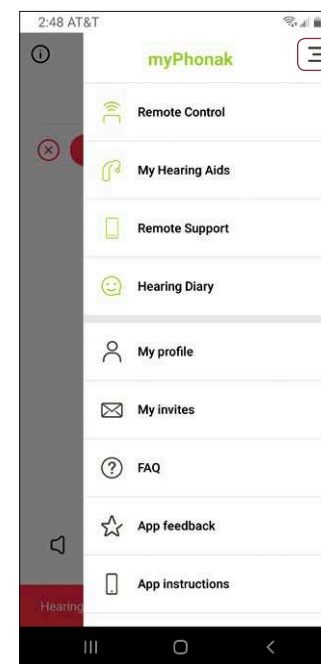 2:48 AT&T
myPhonak
Remote Control
My Hearing Aids
Remote Support
Hearing Diary
My profile
My invites
FAQ
App feedback
App instructions
Hearing